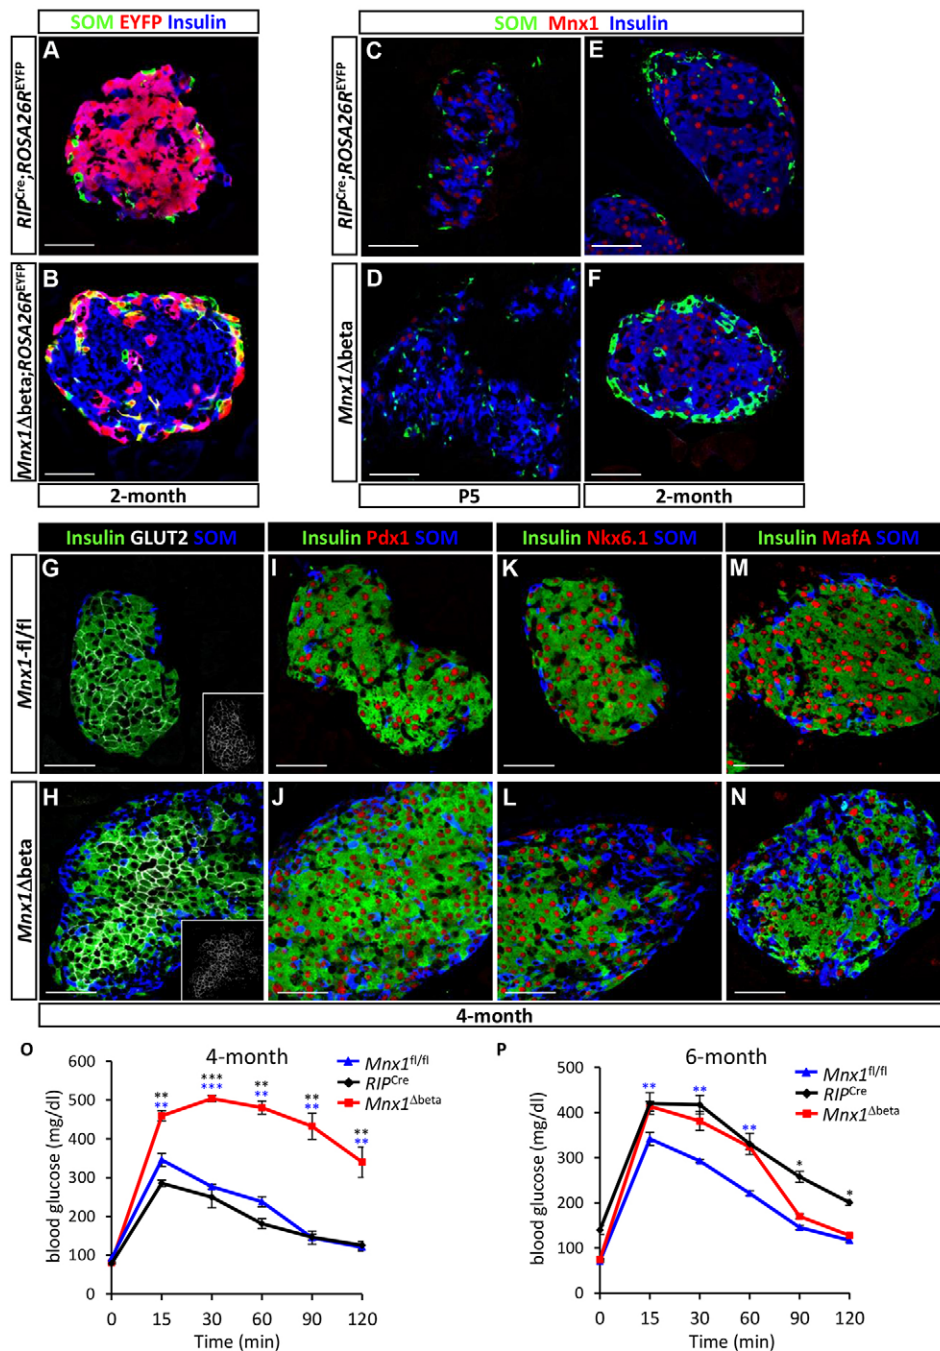 SOM EYFP Insulin
SOM Mnx1 Insulin
RIPCre;ROSA26REYFP
A
RIPCre;ROSA26REYFP
C
E
Mnx1Δbeta;ROSA26REYFP
B
Mnx1Δbeta
D
F
2-month
P5
2-month
Insulin GLUT2 SOM
Insulin Pdx1 SOM
Insulin Nkx6.1 SOM
Insulin MafA SOM
Mnx1-fl/fl
G
I
K
M
Mnx1Δbeta
H
J
L
N
4-month
O
4-month
Mnx1fl/fl
RIPCre
Mnx1Δbeta
blood glucose (mg/dl)
600
500
400
300
200
100
0
** *** ** ** **
** *** ** ** **
0 15 30 60 90 120
Time (min)
P
6-month
Mnx1fl/fl
RIPCre
Mnx1Δbeta
blood glucose (mg/dl)
500
400
300
200
100
0
** ** ** * *
0 15 30 60 90 120
Time (min)